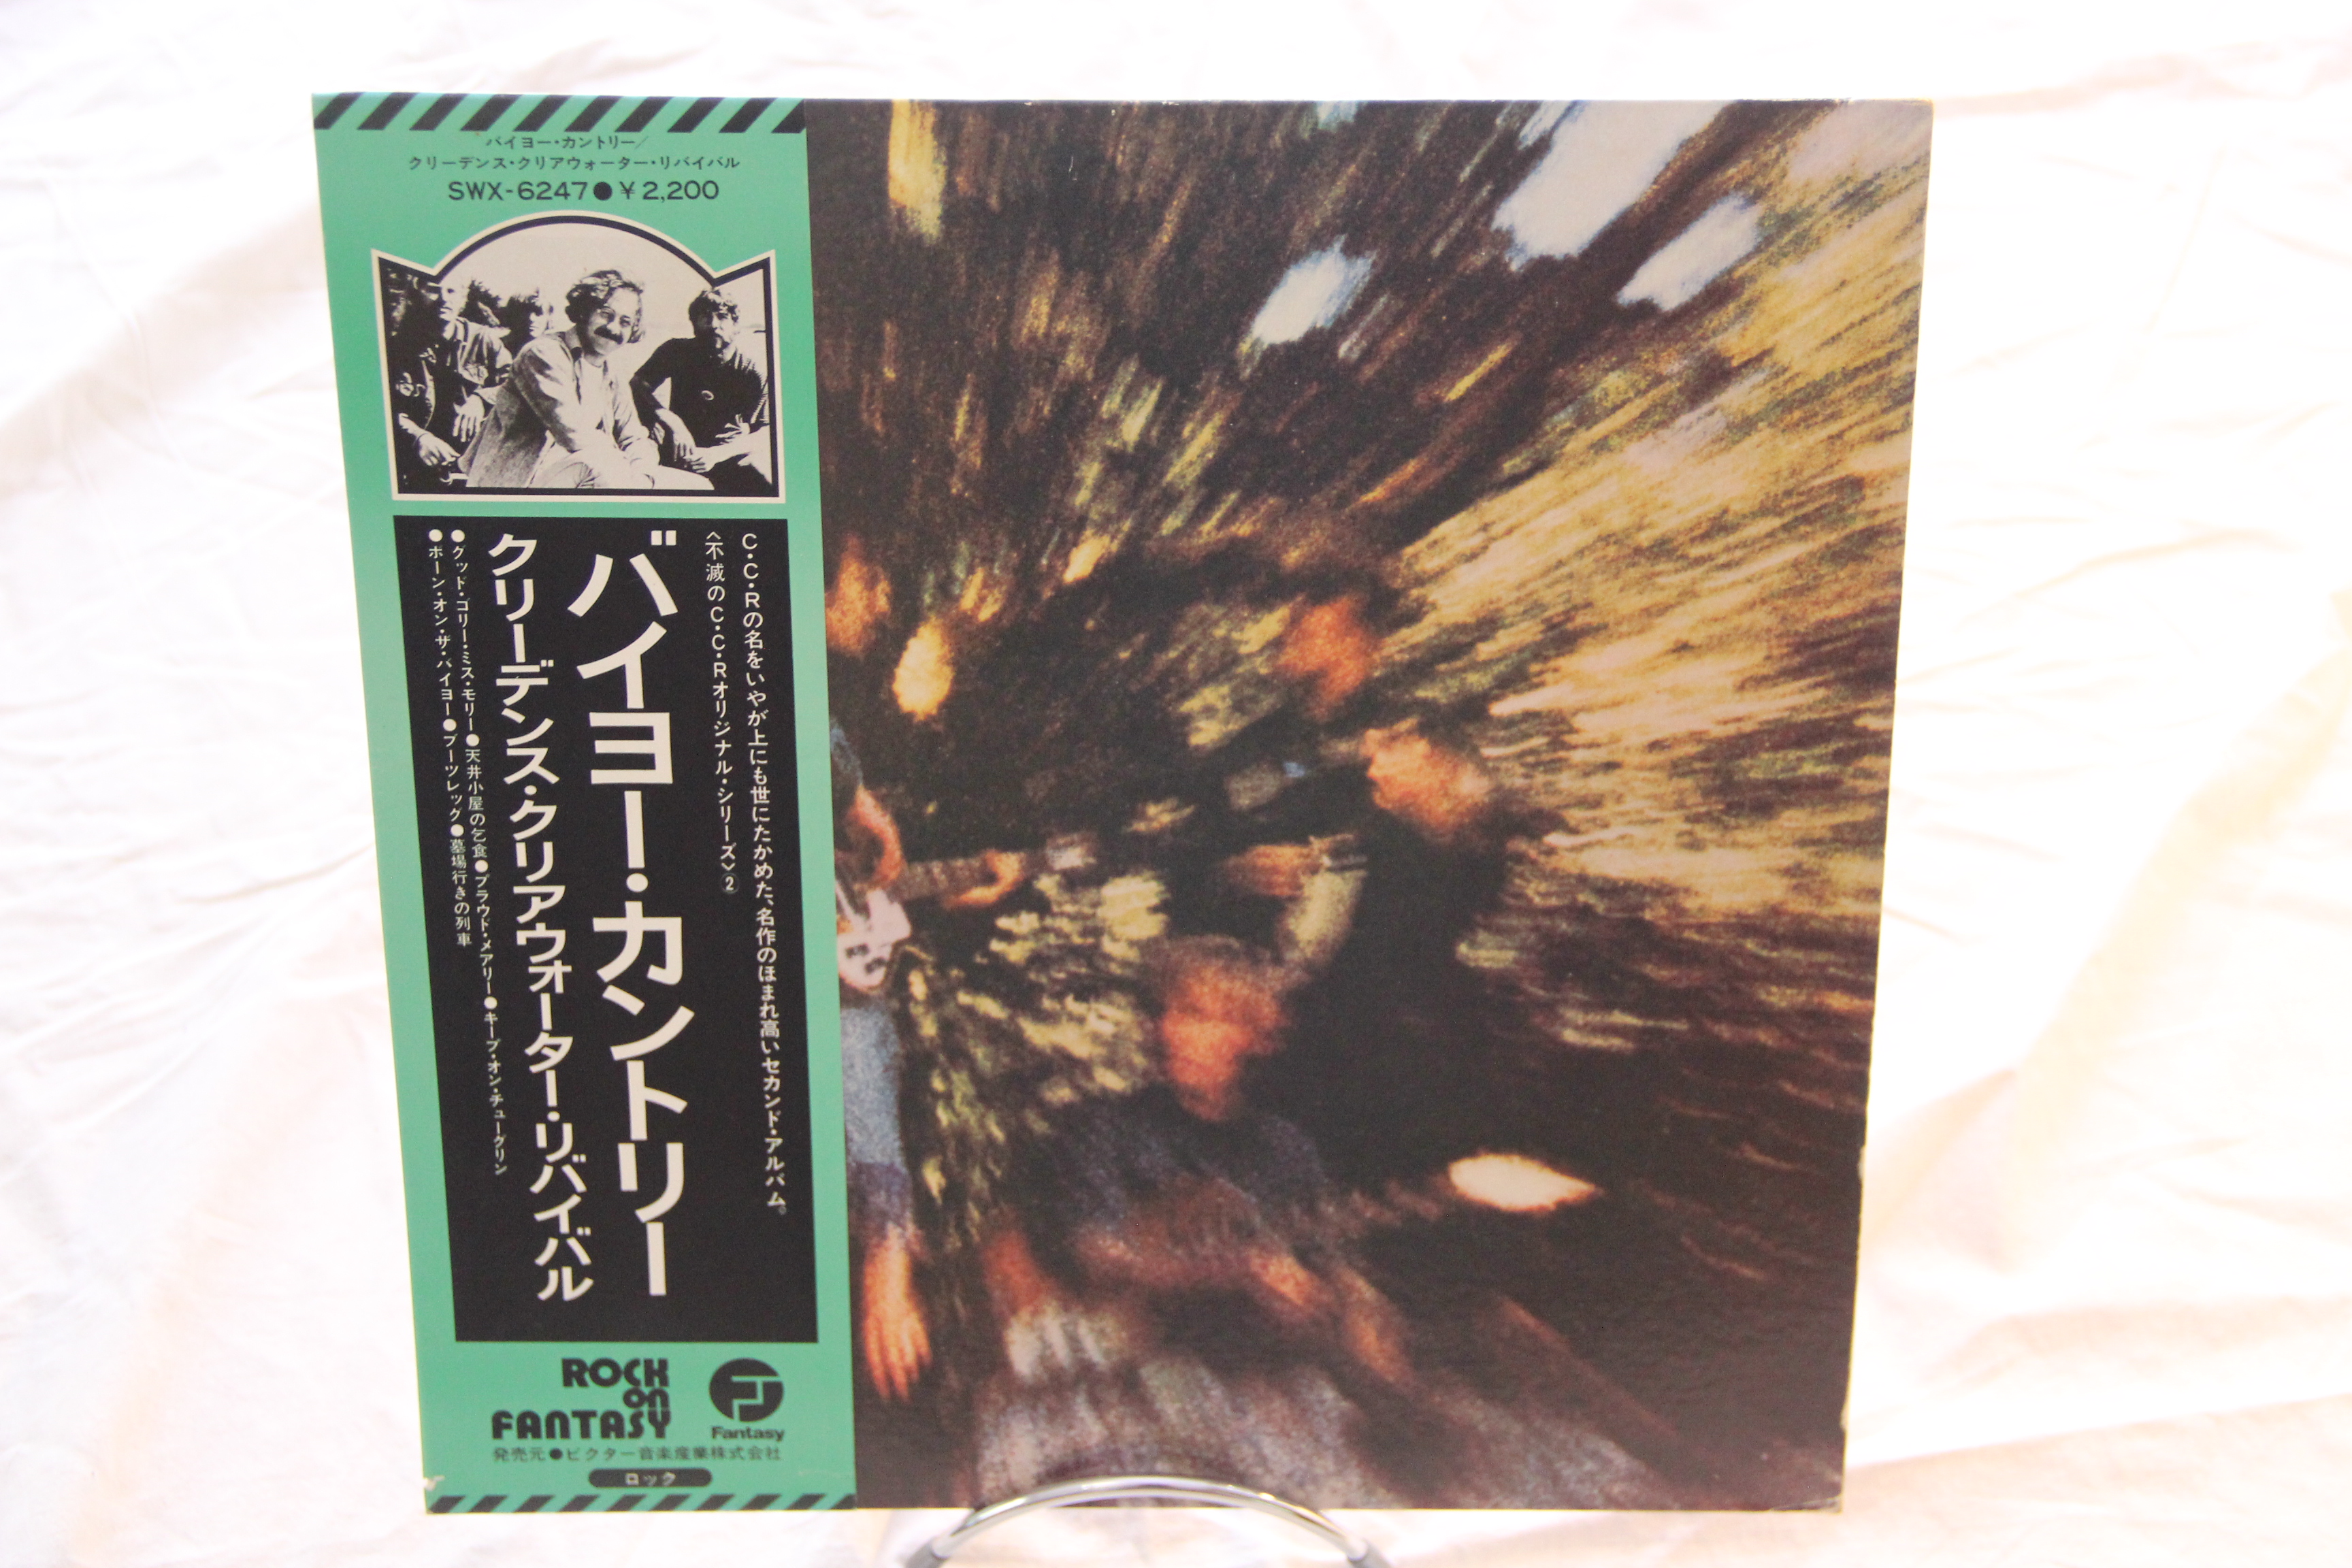 バイヨー・カントリー/
クリーデンス・クリアウォーター・リバイバル
SWX-6247●¥2,200
C・C・Rの名をいやが上にも世にたかめた、名作のほまれ高いセカンド・アルバム。
〈不滅のC・C・Rオリジナル・シリーズ〉②
バイヨー・カントリー
クリーデンス・クリアウォーター・リバイバル
●グッド・ゴリー・ミス・モリー●天井小屋の乞食●プラウド・メアリー●キープ・オン・チューグリン
●ボーン・オン・ザ・バイヨー●ブーツレッグ●墓場行きの列車
ROCK
ON
FANTASY
Fantasy
発売元●ビクター音楽産業株式会社
ロック